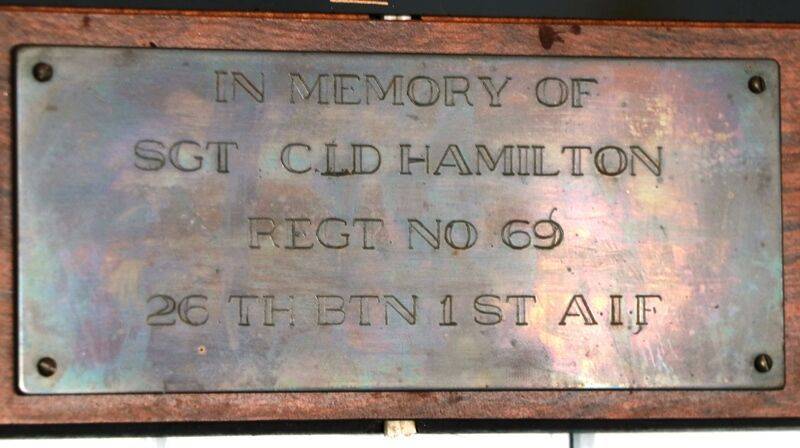 IN MEMORY OF
SGT C.L.D HAMILTON
REGT NO 69
26 TH BTN 1 ST A.I.F